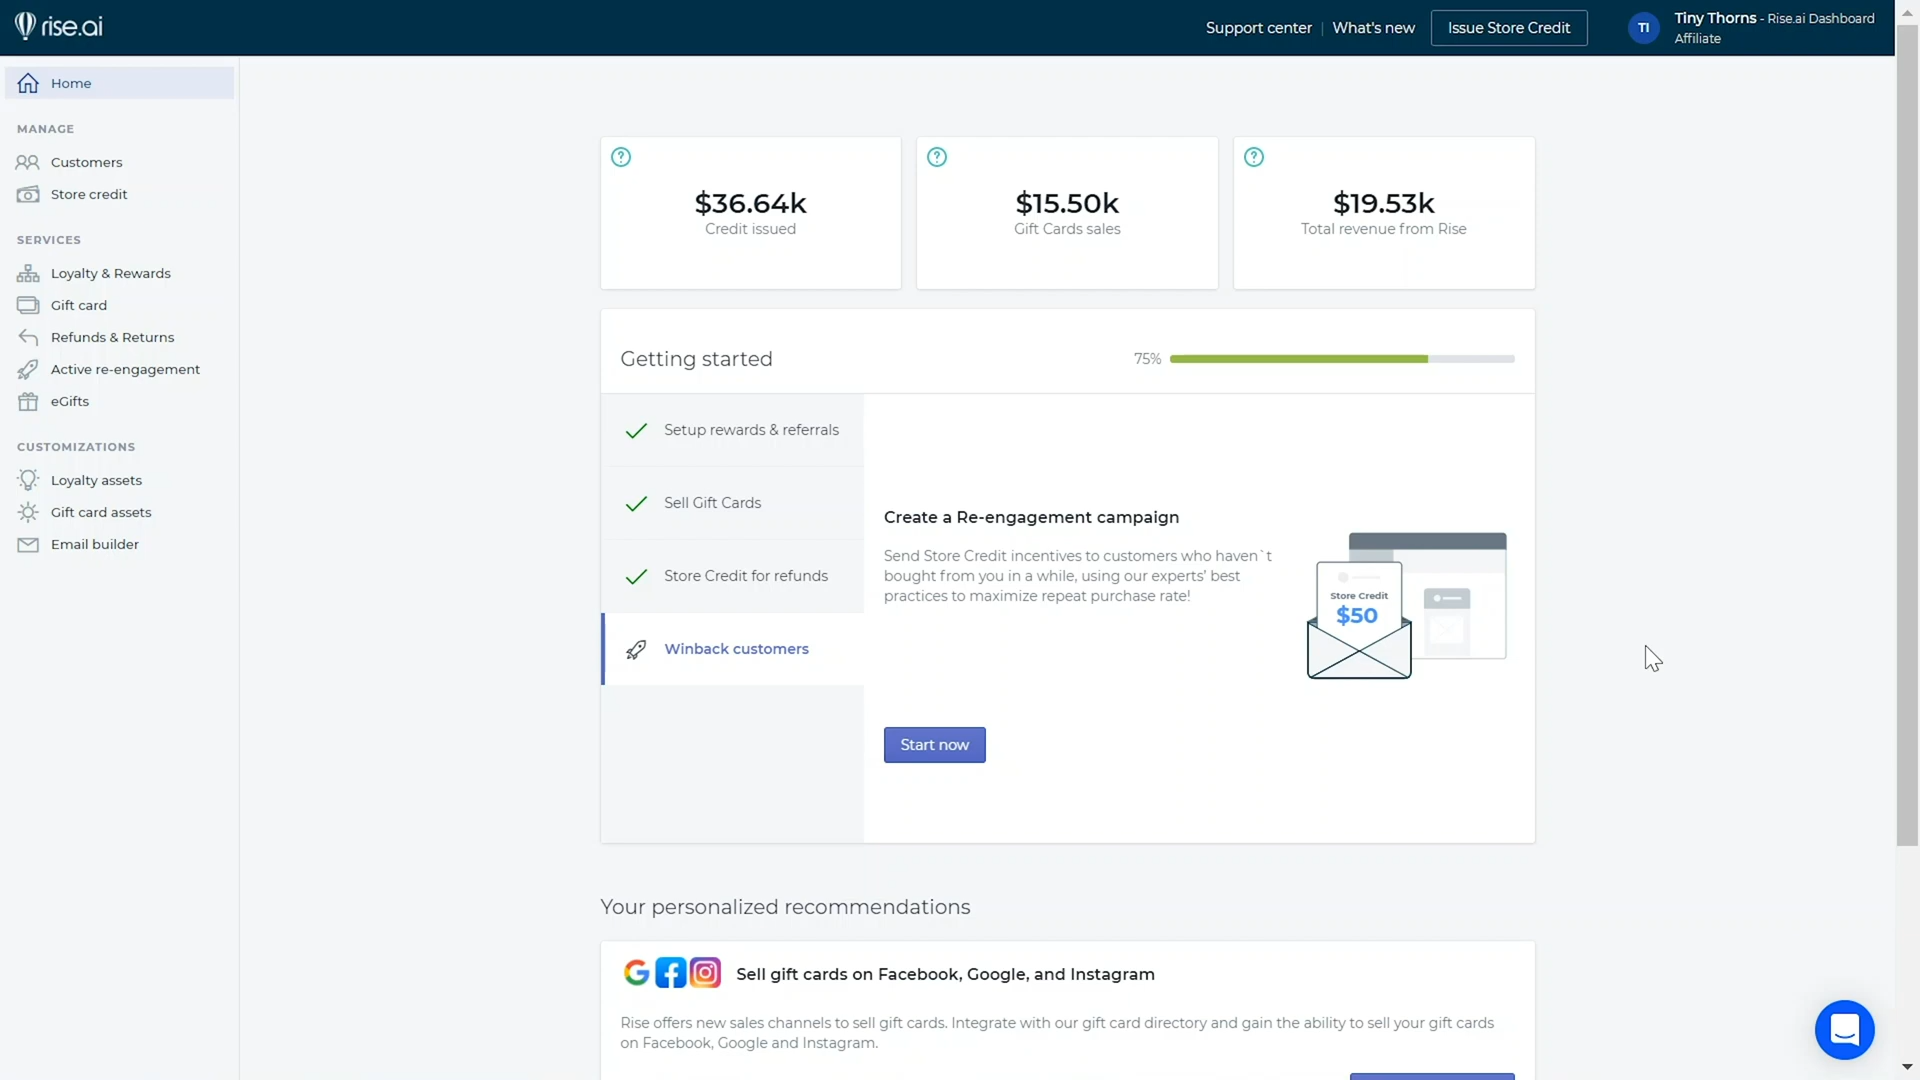 rise.ai
Support center | What's new
Issue Store Credit
TI
Tiny Thorns - Rise.ai Dashboard
Affiliate
Home
MANAGE
Customers
Store credit
SERVICES
Loyalty & Rewards
Gift card
Refunds & Returns
Active re-engagement
eGifts
CUSTOMIZATIONS
Loyalty assets
Gift card assets
Email builder
?
$36.64k
Credit issued
?
$15.50k
Gift Cards sales
?
$19.53k
Total revenue from Rise
Getting started
75%
Setup rewards & referrals
Sell Gift Cards
Store Credit for refunds
Winback customers
Create a Re-engagement campaign
Send Store Credit incentives to customers who haven`t
bought from you in a while, using our experts’ best
practices to maximize repeat purchase rate!
Store Credit
$50
Start now
Your personalized recommendations
Sell gift cards on Facebook, Google, and Instagram
Rise offers new sales channels to sell gift cards. Integrate with our gift card directory and gain the ability to sell your gift cards
on Facebook, Google and Instagram.